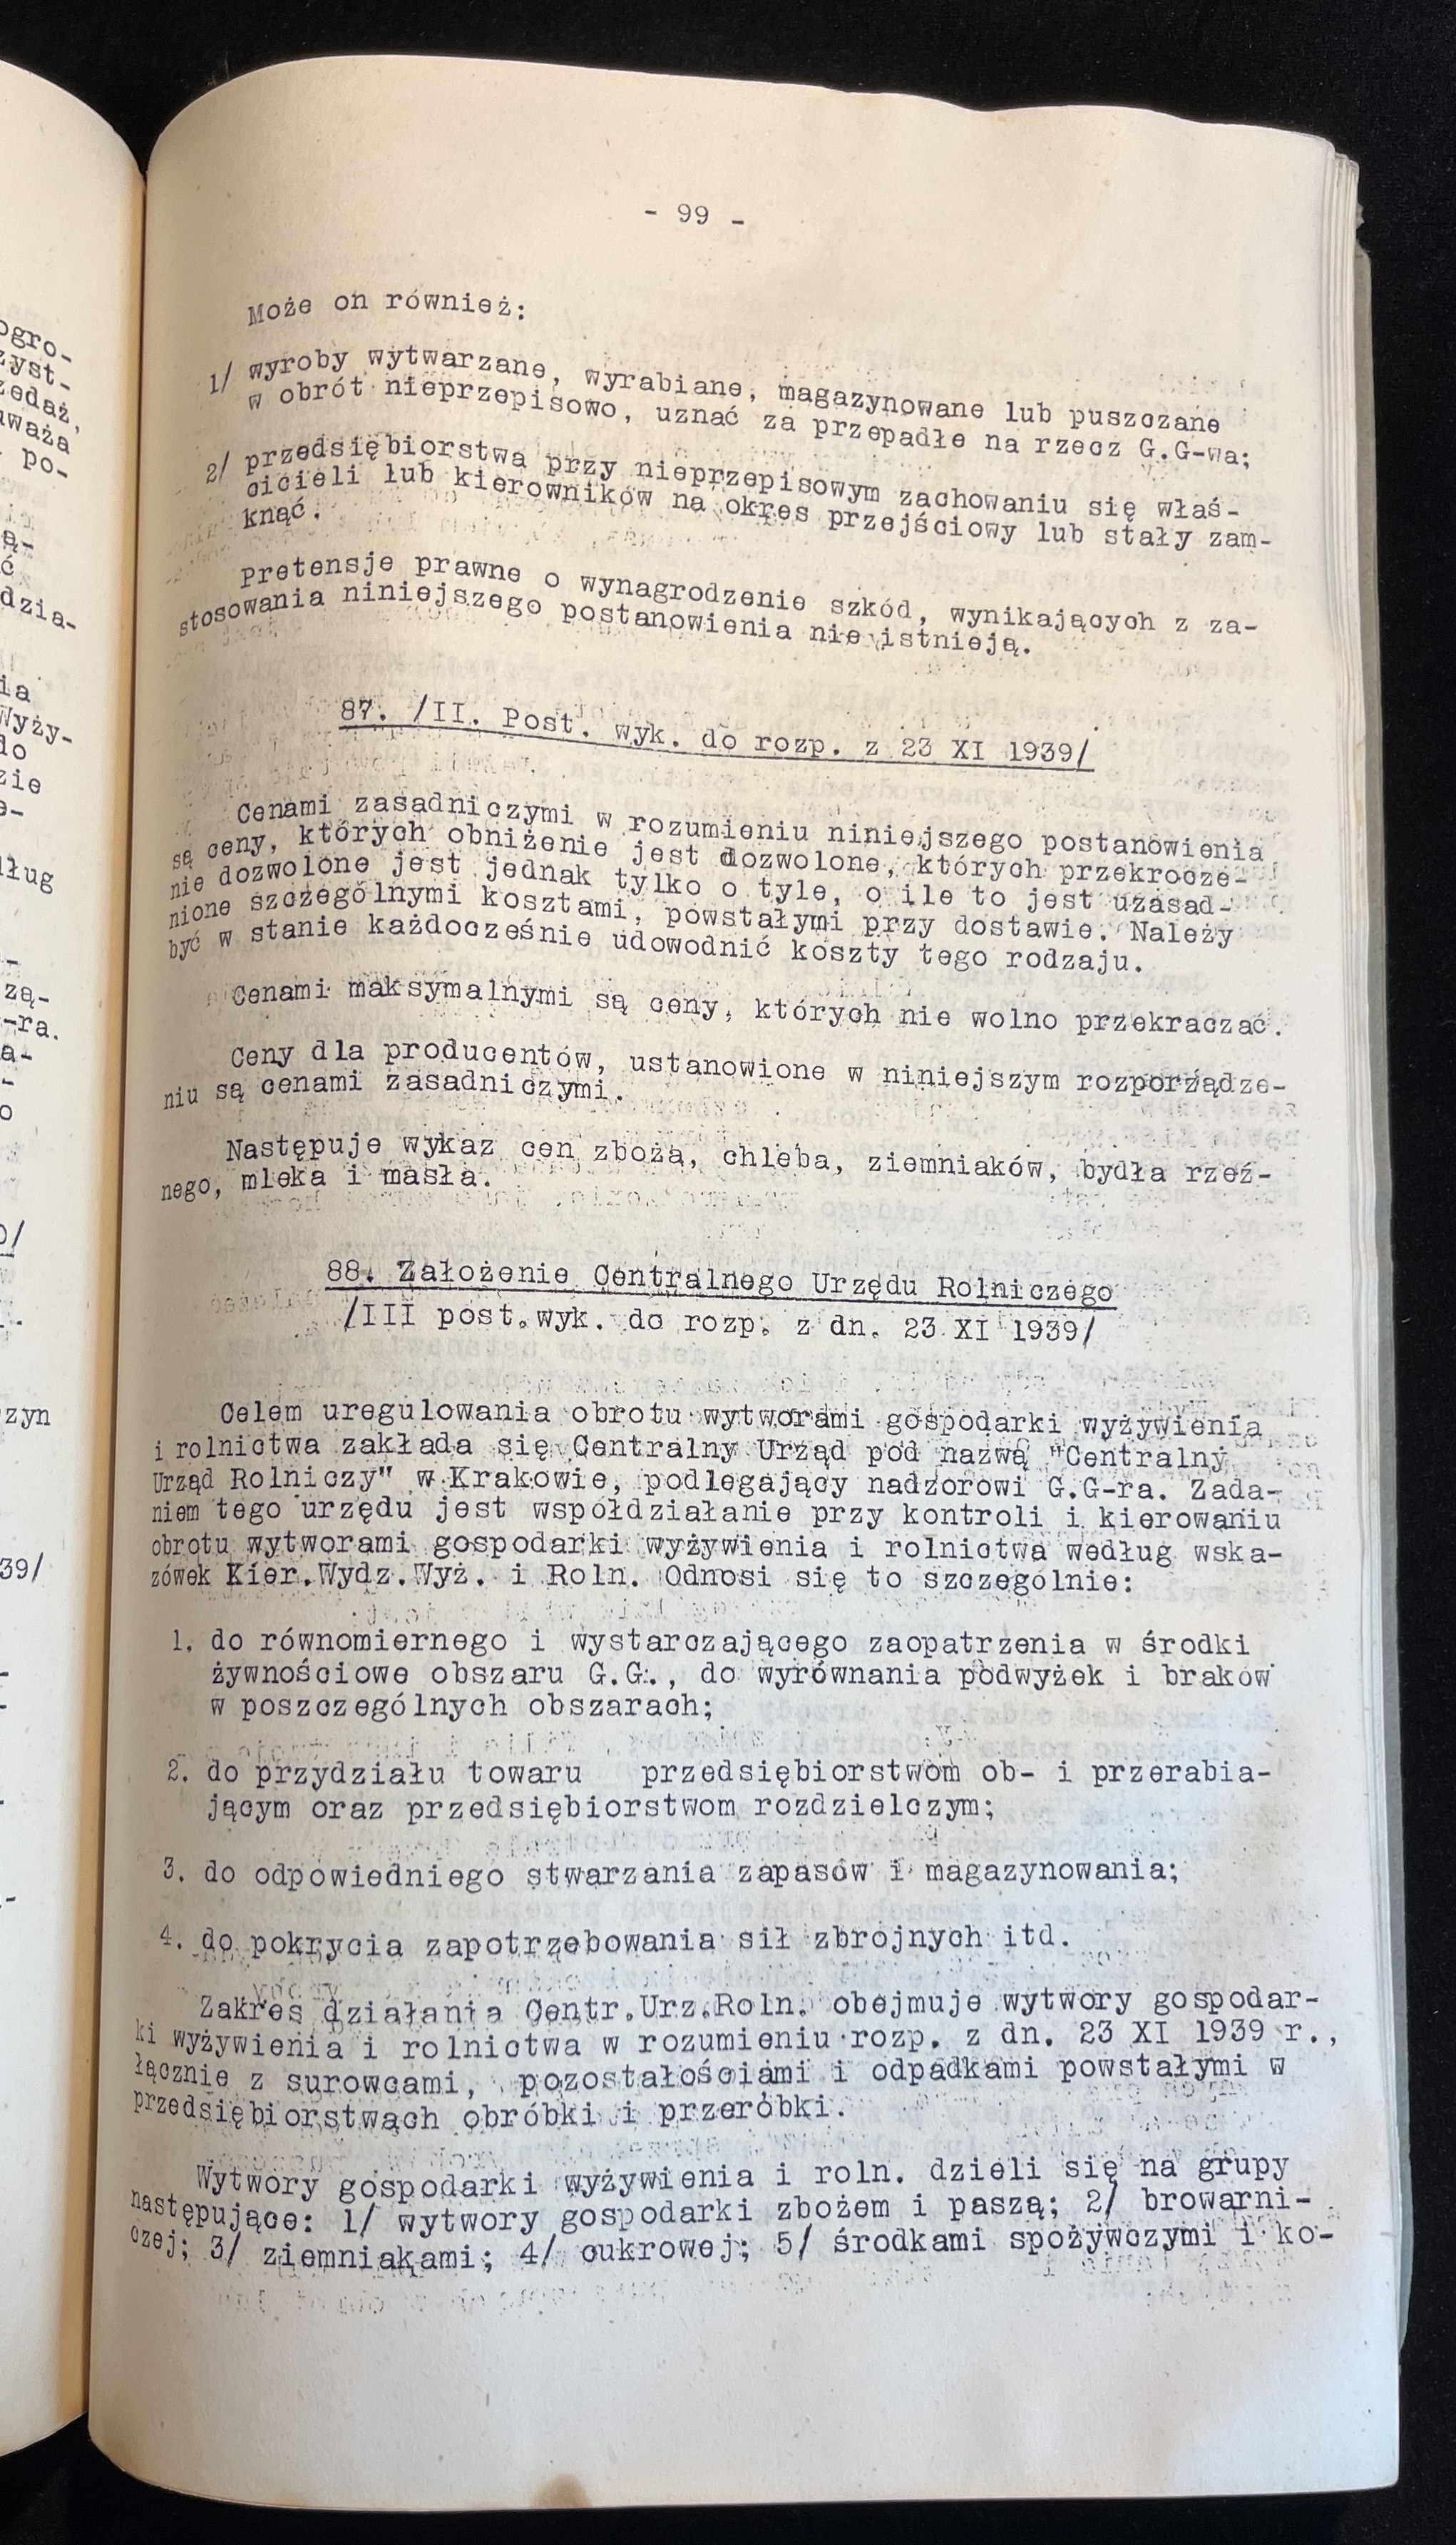 - 99 -
Może on również:
1/ wyroby wytwarzane, wyrabiane, magazynowane lub puszczane
w obrót nieprzepisowo, uznać za przepadłe na rzecz G.G-wa;
2/ przedsiębiorstwa przy nieprzepisowym zachowaniu się właś-
cicieli lub kierowników na okres przejściowy lub stały zam-
knąć.
Pretensje prawne o wynagrodzenie szkód, wynikających z za-
stosowania niniejszego postanowienia nie istnieją.
87. /II. Post. wyk. do rozp. z 23 XI 1939/
Cenami zasadniczymi w rozumieniu niniejszego postanowienia
są ceny, których obniżenie jest dozwolone, których przekrocze-
nie dozwolone jest jednak tylko o tyle, o ile to jest uzasad-
nione szczególnymi kosztami, powstałymi przy dostawie. Należy
być w stanie każdocześnie udowodnić koszty tego rodzaju.
Cenami maksymalnymi są ceny, których nie wolno przekraczać.
Ceny dla producentów, ustanowione w niniejszym rozporządze-
niu są cenami zasadniczymi.
Następuje wykaz cen zboża, chleba, ziemniaków, bydła rzeź-
nego, mleka i masła.
88. Założenie Centralnego Urzędu Rolniczego
/III post.wyk. do rozp. z dn. 23 XI 1939/
Celem uregulowania obrotu wytworami gospodarki wyżywienia
i rolnictwa zakłada się Centralny Urząd pod nazwą "Centralny
Urząd Rolniczy" w Krakowie, podlegający nadzorowi G.G-ra. Zada-
niem tego urzędu jest współdziałanie przy kontroli i kierowaniu
obrotu wytworami gospodarki wyżywienia i rolnictwa według wska-
zówek Kier.Wydz.Wyż. i Roln. Odnosi się to szczególnie:
1. do równomiernego i wystarczającego zaopatrzenia w środki
żywnościowe obszaru G.G., do wyrównania podwyżek i braków
w poszczególnych obszarach;
2. do przydziału towaru przedsiębiorstwom ob- i przerabia-
jącym oraz przedsiębiorstwom rozdzielczym;
3. do odpowiedniego stwarzania zapasów i magazynowania;
4. do pokrycia zapotrzebowania sił zbrojnych itd.
Zakres działania Centr.Urz.Roln. obejmuje wytwory gospodar-
ki wyżywienia i rolnictwa w rozumieniu rozp. z dn. 23 XI 1939 r.,
łącznie z surowcami, pozostałościami i odpadkami powstałymi w
przedsiębiorstwach obróbki i przeróbki.
Wytwory gospodarki wyżywienia i roln. dzieli się na grupy
następujące: 1/ wytwory gospodarki zbożem i paszą; 2/ browarni-
czej; 3/ ziemniakami; 4/ cukrowej; 5/ środkami spożywczymi i ko-